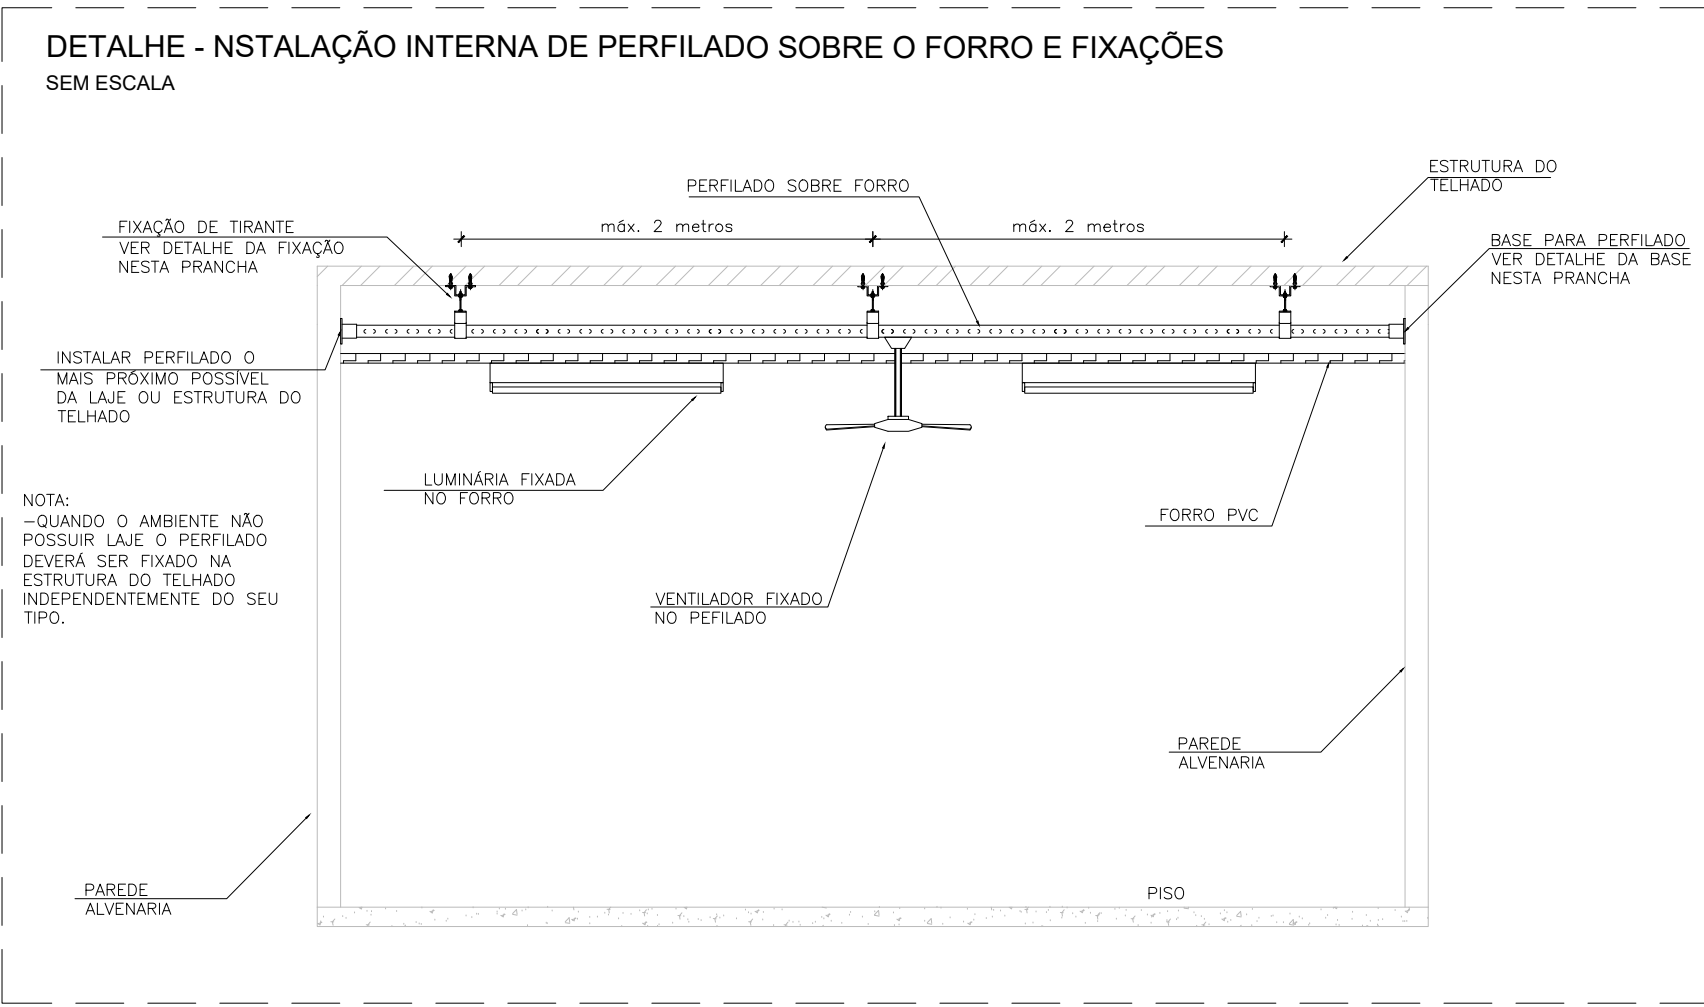 DETALHE - NSTALAÇÃO INTERNA DE PERFILADO SOBRE O FORRO E FIXAÇÕES
SEM ESCALA
ESTRUTURA DO
TELHADO
PERFILADO SOBRE FORRO
FIXAÇÃO DE TIRANTE
VER DETALHE DA FIXAÇÃO
NESTA PRANCHA
máx. 2 metros
máx. 2 metros
BASE PARA PERFILADO
VER DETALHE DA BASE
NESTA PRANCHA
INSTALAR PERFILADO O
MAIS PRÓXIMO POSSÍVEL
DA LAJE OU ESTRUTURA DO
TELHADO
LUMINÁRIA FIXADA
NO FORRO
NOTA:
-QUANDO O AMBIENTE NÃO
POSSUIR LAJE O PERFILADO
DEVERÁ SER FIXADO NA
ESTRUTURA DO TELHADO
INDEPENDENTEMENTE DO SEU
TIPO.
FORRO PVC
VENTILADOR FIXADO
NO PEFILADO
PAREDE
ALVENARIA
PAREDE
ALVENARIA
PISO